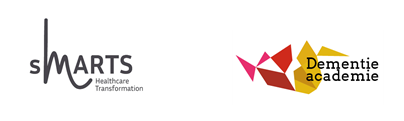 sMARTS
Healthcare
Transformation
Dementie
academie